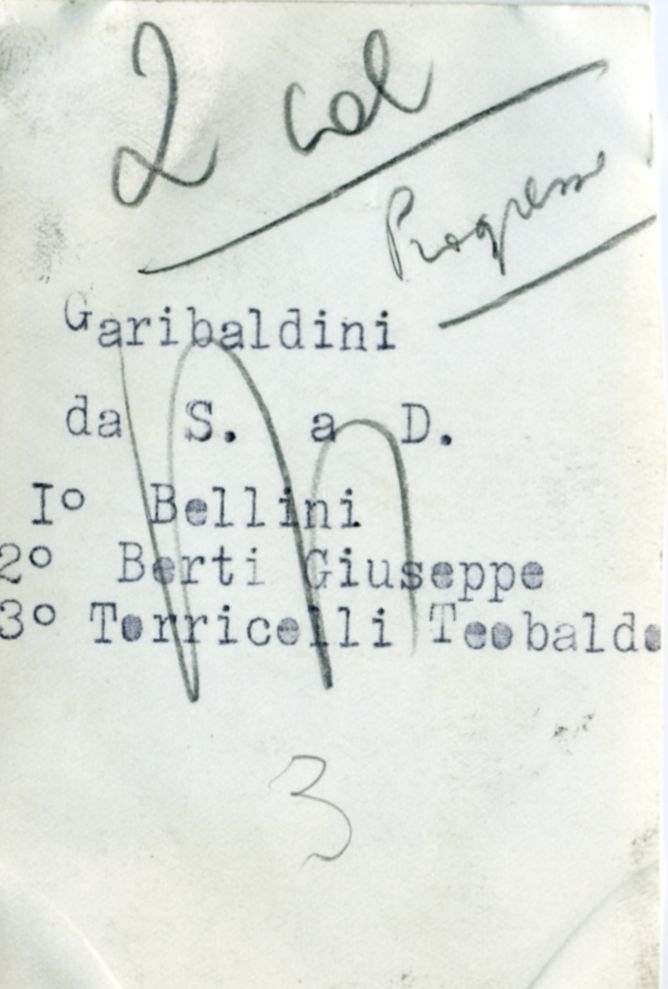 2 col
Progresso
Garibaldini
da S. a D.
I° Bellini
2° Berti Giuseppe
3° Torricelli Teobaldo
3